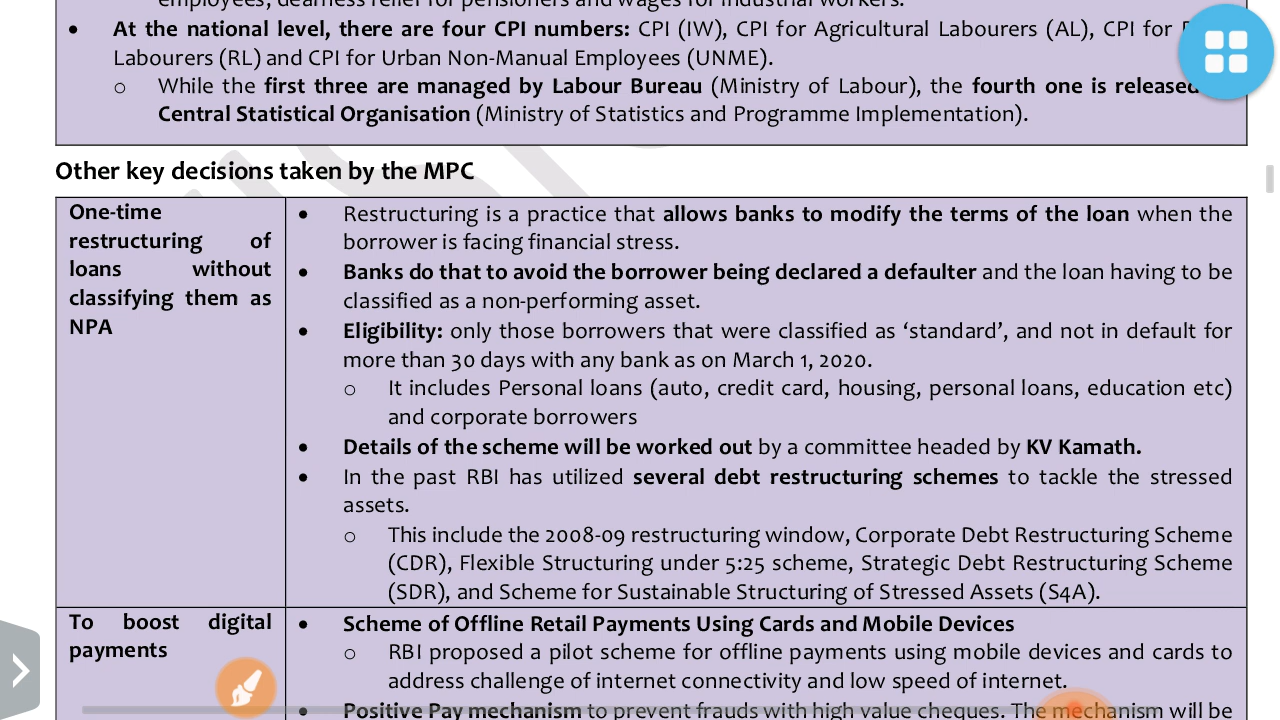 employees, dearness relief for pensioners and wages for industrial workers.
• At the national level, there are four CPI numbers: CPI (IW), CPI for Agricultural Labourers (AL), CPI for
Labourers (RL) and CPI for Urban Non-Manual Employees (UNME).
o While the first three are managed by Labour Bureau (Ministry of Labour), the fourth one is released
Central Statistical Organisation (Ministry of Statistics and Programme Implementation).
Other key decisions taken by the MPC
One-time
restructuring of
loans without
classifying them as
NPA
• Restructuring is a practice that allows banks to modify the terms of the loan when the
borrower is facing financial stress.
• Banks do that to avoid the borrower being declared a defaulter and the loan having to be
classified as a non-performing asset.
• Eligibility: only those borrowers that were classified as ‘standard’, and not in default for
more than 30 days with any bank as on March 1, 2020.
o It includes Personal loans (auto, credit card, housing, personal loans, education etc)
and corporate borrowers
• Details of the scheme will be worked out by a committee headed by KV Kamath.
• In the past RBI has utilized several debt restructuring schemes to tackle the stressed
assets.
o This include the 2008-09 restructuring window, Corporate Debt Restructuring Scheme
(CDR), Flexible Structuring under 5:25 scheme, Strategic Debt Restructuring Scheme
(SDR), and Scheme for Sustainable Structuring of Stressed Assets (S4A).
To boost digital
payments
• Scheme of Offline Retail Payments Using Cards and Mobile Devices
o RBI proposed a pilot scheme for offline payments using mobile devices and cards to
address challenge of internet connectivity and low speed of internet.
• Positive Pay mechanism to prevent frauds with high value cheques. The mechanism will be